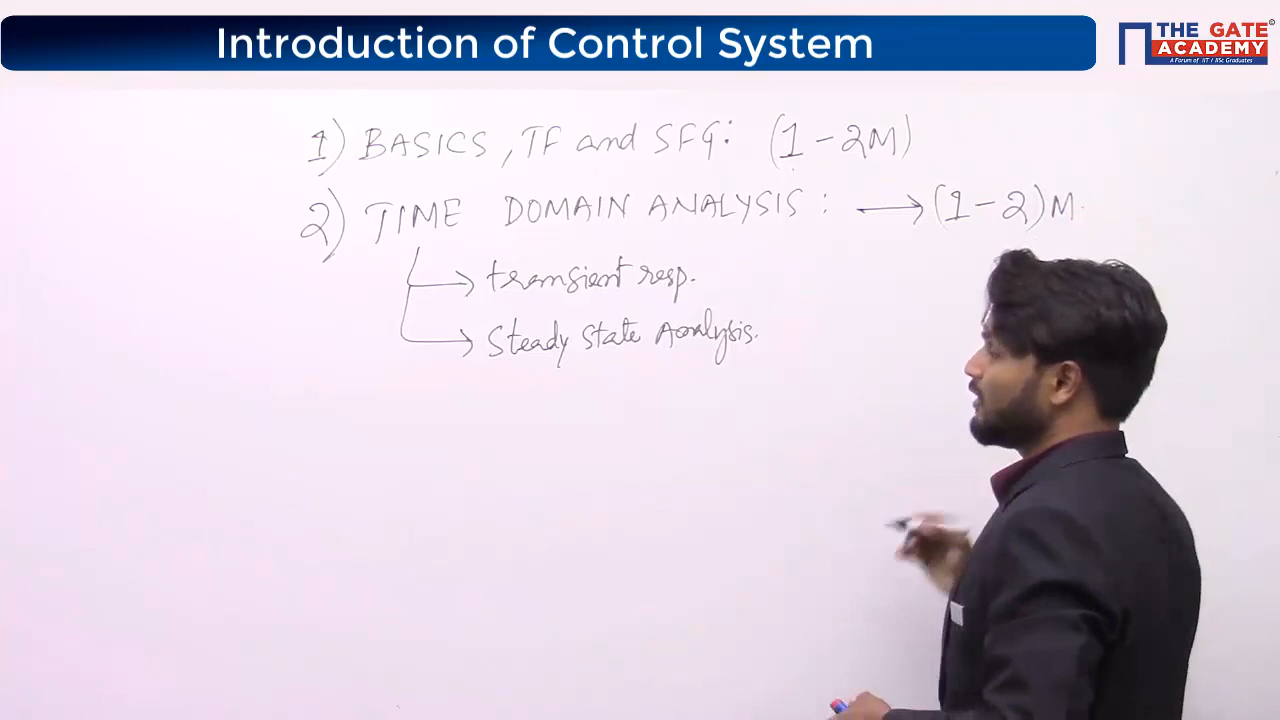 Introduction of Control System
THE GATE
ACADEMY
A Forum of IIT / IISc Graduates
1) BASICS, TF and SFG: (1-2M)
2) TIME DOMAIN ANALYSIS: → (1-2)M.
→ transient resp.
→ Steady State Analysis.